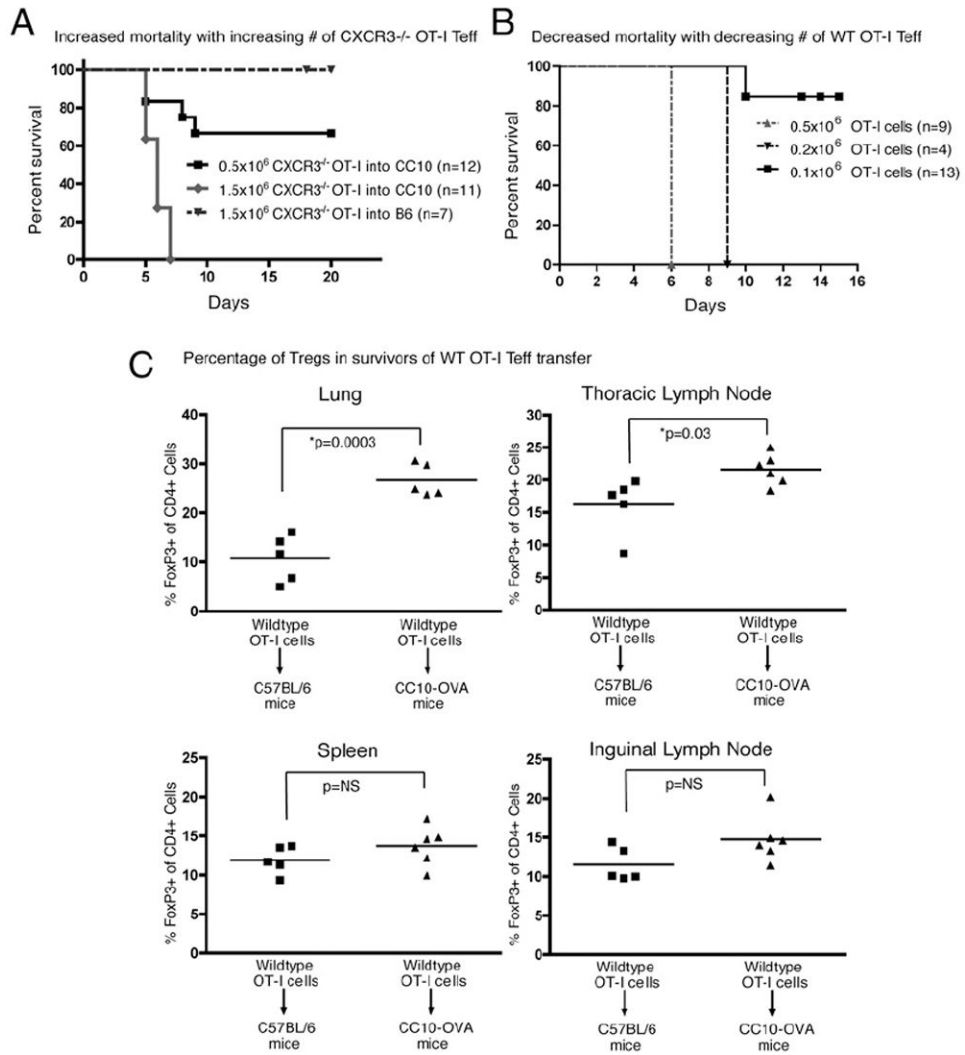 A
Increased mortality with increasing # of CXCR3-/- OT-I Teff
Percent survival
100
80
60
40
20
0
0.5x10⁶ CXCR3⁻/⁻ OT-I into CC10 (n=12)
1.5x10⁶ CXCR3⁻/⁻ OT-I into CC10 (n=11)
1.5x10⁶ CXCR3⁻/⁻ OT-I into B6 (n=7)
0 5 10 15 20
Days
B
Decreased mortality with decreasing # of WT OT-I Teff
Percent survival
100
80
60
40
20
0
0.5x10⁶ OT-I cells (n=9)
0.2x10⁶ OT-I cells (n=4)
0.1x10⁶ OT-I cells (n=13)
0 2 4 6 8 10 12 14 16
Days
C
Percentage of Tregs in survivors of WT OT-I Teff transfer
Lung
% FoxP3+ of CD4+ Cells
40
30
20
10
0
*p=0.0003
Wildtype
OT-I cells
C57BL/6
mice
Wildtype
OT-I cells
CC10-OVA
mice
Thoracic Lymph Node
% FoxP3+ of CD4+ Cells
30
25
20
15
10
5
0
*p=0.03
Wildtype
OT-I cells
C57BL/6
mice
Wildtype
OT-I cells
CC10-OVA
mice
Spleen
% FoxP3+ of CD4+ Cells
25
20
15
10
5
0
p=NS
Wildtype
OT-I cells
C57BL/6
mice
Wildtype
OT-I cells
CC10-OVA
mice
Inguinal Lymph Node
% FoxP3+ of CD4+ Cells
25
20
15
10
5
0
p=NS
Wildtype
OT-I cells
C57BL/6
mice
Wildtype
OT-I cells
CC10-OVA
mice